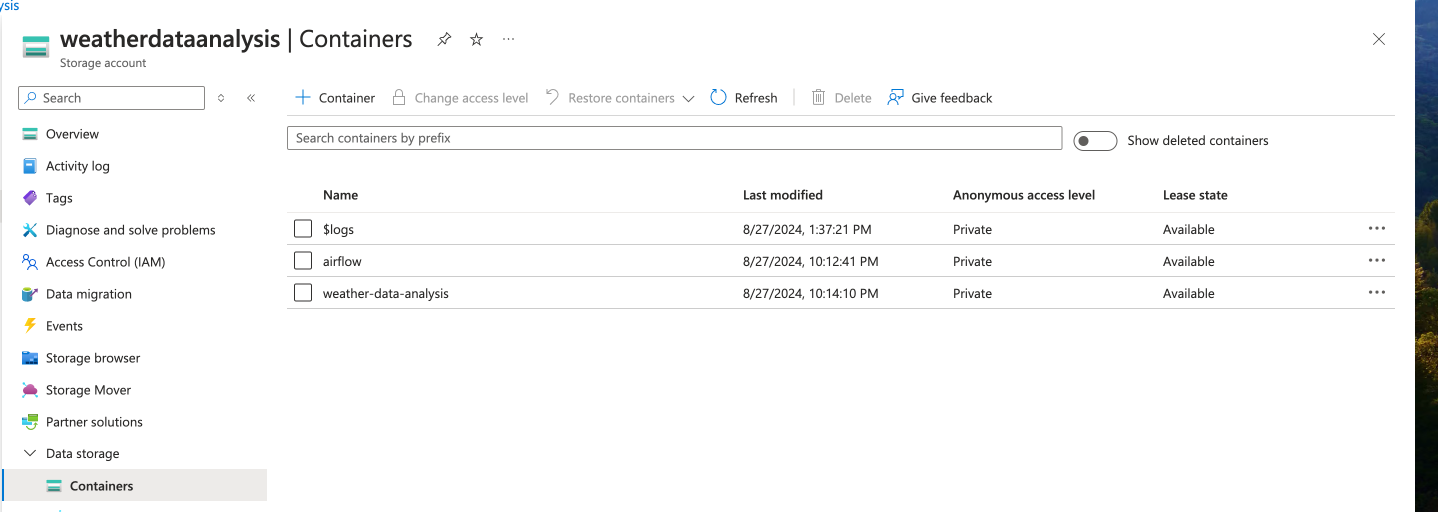 ysis
weatherdataanalysis | Containers
Storage account
Search
Container Change access level Restore containers Refresh Delete Give feedback
Search containers by prefix
Show deleted containers
Overview
Activity log
Tags
Diagnose and solve problems
Access Control (IAM)
Data migration
Events
Storage browser
Storage Mover
Partner solutions
Data storage
Containers
Name Last modified Anonymous access level Lease state
$logs 8/27/2024, 1:37:21 PM Private Available
airflow 8/27/2024, 10:12:41 PM Private Available
weather-data-analysis 8/27/2024, 10:14:10 PM Private Available